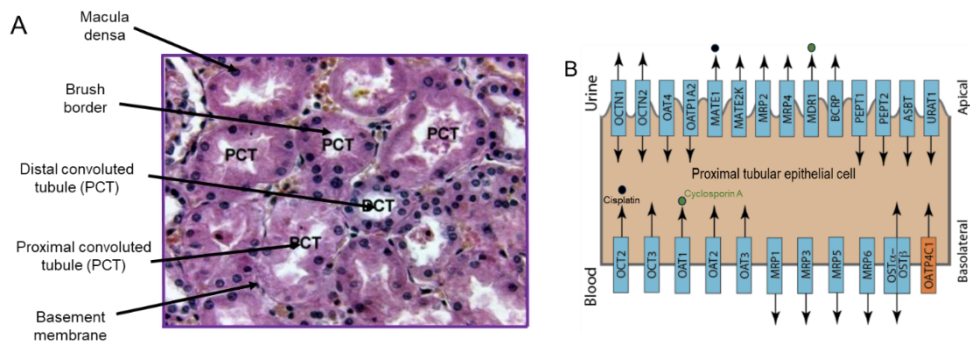 A
Macula
densa
Brush
border
Distal convoluted
tubule (PCT)
Proximal convoluted
tubule (PCT)
Basement
membrane
PCT
PCT
PCT
DCT
PCT
B
Urine
Apical
OCTN1
OCTN2
OAT4
OATP1A2
MATE1
MATE2K
MRP2
MRP4
MDR1
BCRP
PEPT1
PEPT2
ASBT
URAT1
Proximal tubular epithelial cell
Cisplatin
Cyclosporin A
Blood
Basolateral
OCT2
OCT3
OAT1
OAT2
OAT3
MRP1
MRP3
MRP5
MRP6
OSTα–
OSTβ
OATP4C1